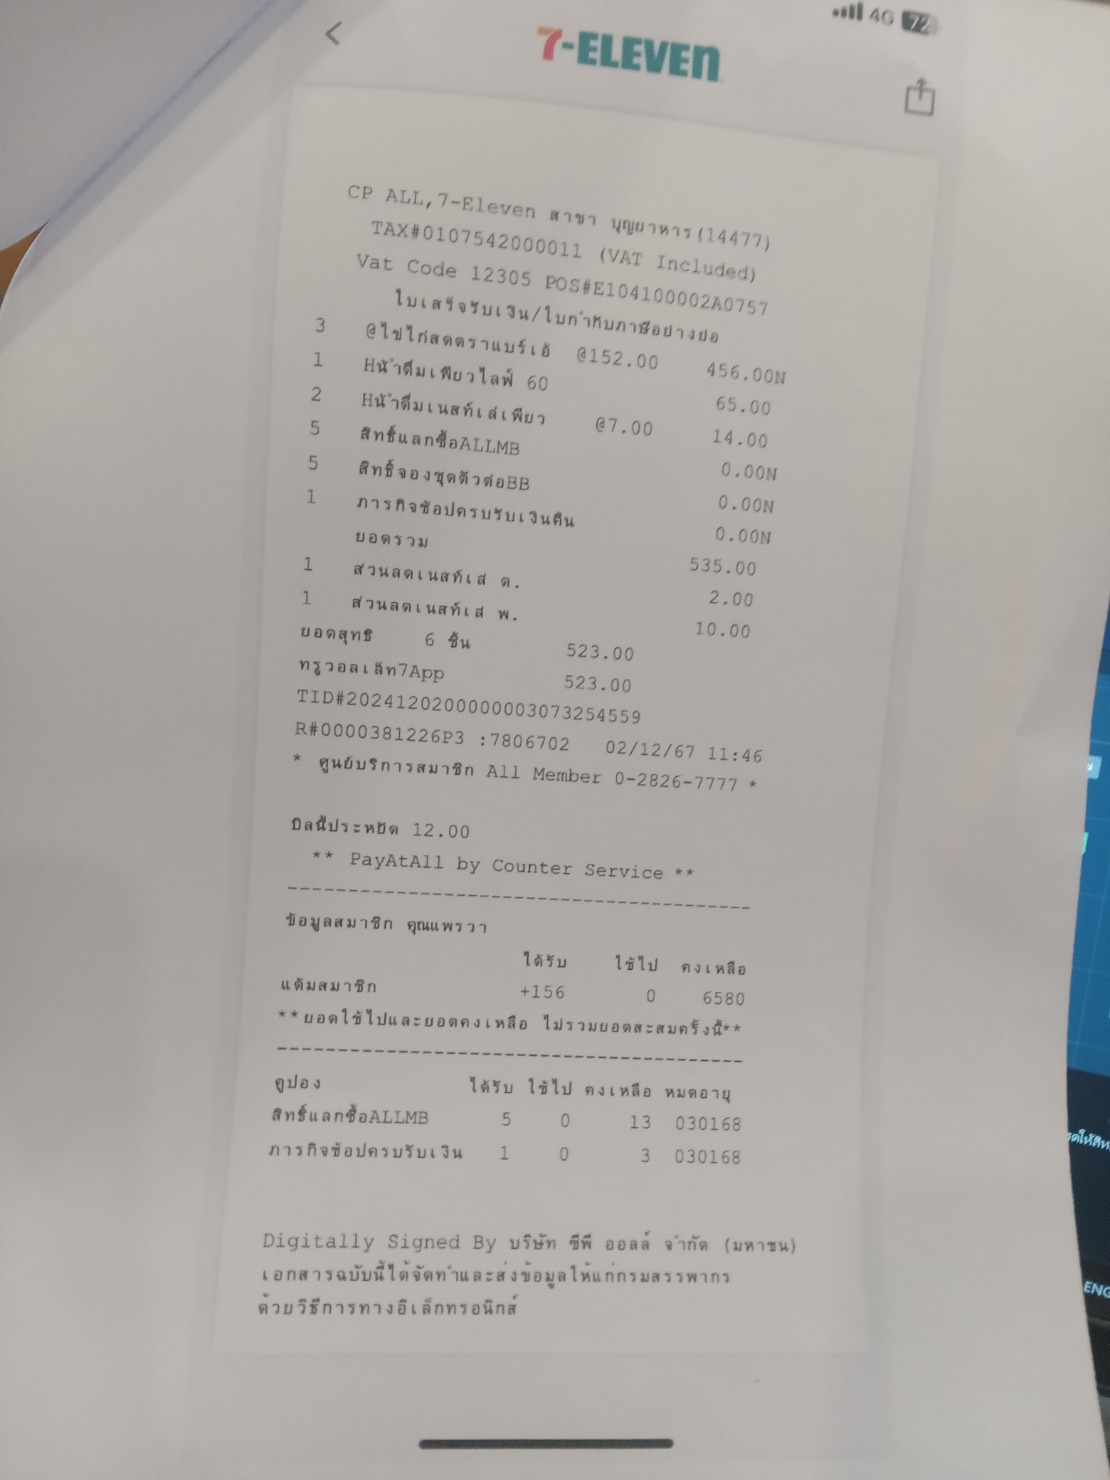 4G 72
7-ELEVEn
CP ALL,7-Eleven สาขา บุญยาหาร(14477)
TAX#0107542000011 (VAT Included)
Vat Code 12305 POS#E104100002A0757
ใบเสร็จรับเงิน/ใบกำกับภาษีอย่างย่อ
3 @ไข่ไก่สดตราแบร์เฮ้ @152.00 456.00N
1 Hน้ำดื่มเพียวไลฟ์ 60 65.00
2 Hน้ำดื่มเนสท์เล่เพียว @7.00 14.00
5 สิทธิ์แลกซื้อALLMB 0.00N
5 สิทธิ์จองชุดตัวต่อBB 0.00N
1 ภารกิจช้อปครบรับเงินคืน 0.00N
ยอดรวม 535.00
1 ส่วนลดเนสท์เล่ ด. 2.00
1 ส่วนลดเนสท์เล่ พ. 10.00
ยอดสุทธิ 6 ชิ้น 523.00
ทรูวอลเล็ท7App 523.00
TID#20241202000000003073254559
R#0000381226P3 :7806702 02/12/67 11:46
* ศูนย์บริการสมาชิก All Member 0-2826-7777 *
บิลนี้ประหยัด 12.00
** PayAtAll by Counter Service **
ข้อมูลสมาชิก คุณแพรวา
ได้รับ ใช้ไป คงเหลือ
แต้มสมาชิก +156 0 6580
**ยอดใช้ไปและยอดคงเหลือ ไม่รวมยอดสะสมครั้งนี้**
คูปอง ได้รับ ใช้ไป คงเหลือ หมดอายุ
สิทธิ์แลกซื้อALLMB 5 0 13 030168
ภารกิจช้อปครบรับเงิน 1 0 3 030168
Digitally Signed By บริษัท ซีพี ออลล์ จำกัด (มหาชน)
เอกสารฉบับนี้ได้จัดทำและส่งข้อมูลให้แก่กรมสรรพากร
ด้วยวิธีการทางอิเล็กทรอนิกส์
ENG